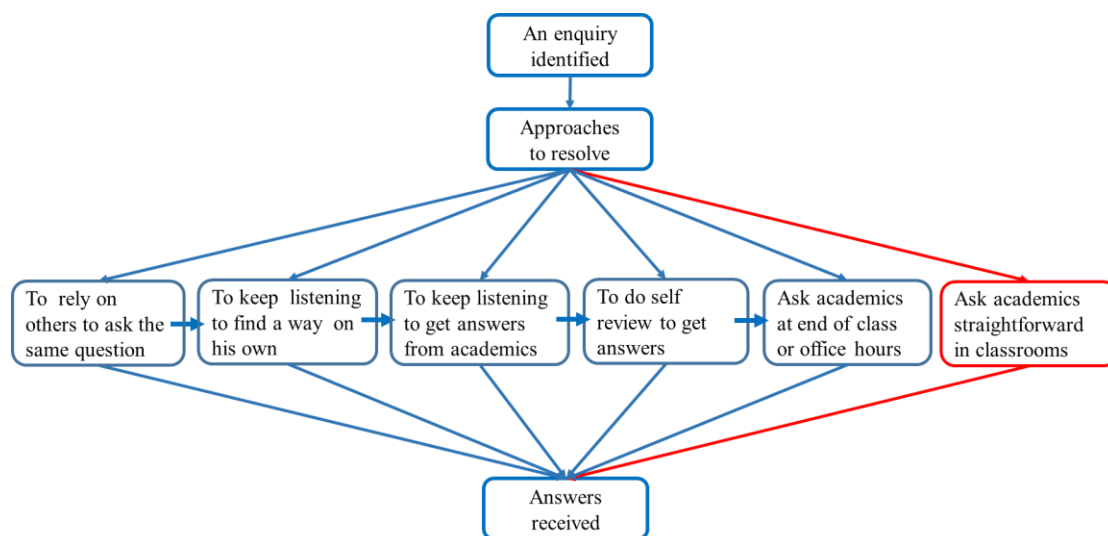 An enquiry
identified
Approaches
to resolve
To rely on
others to ask the
same question
To keep listening
to find a way on
his own
To keep listening
to get answers
from academics
To do self
review to get
answers
Ask academics
at end of class
or office hours
Ask academics
straightforward
in classrooms
Answers
received